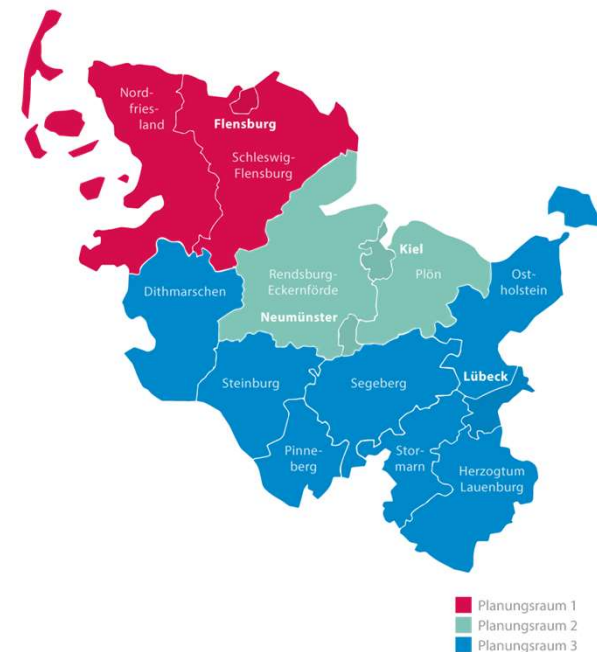 Nord-
fries-
land
Flensburg
Schleswig-
Flensburg
Kiel
Rendsburg-
Eckernförde
Plön
Ost-
holstein
Dithmarschen
Neumünster
Steinburg
Segeberg
Lübeck
Pinne-
berg
Stor-
marn
Herzogtum
Lauenburg
Planungsraum 1
Planungsraum 2
Planungsraum 3